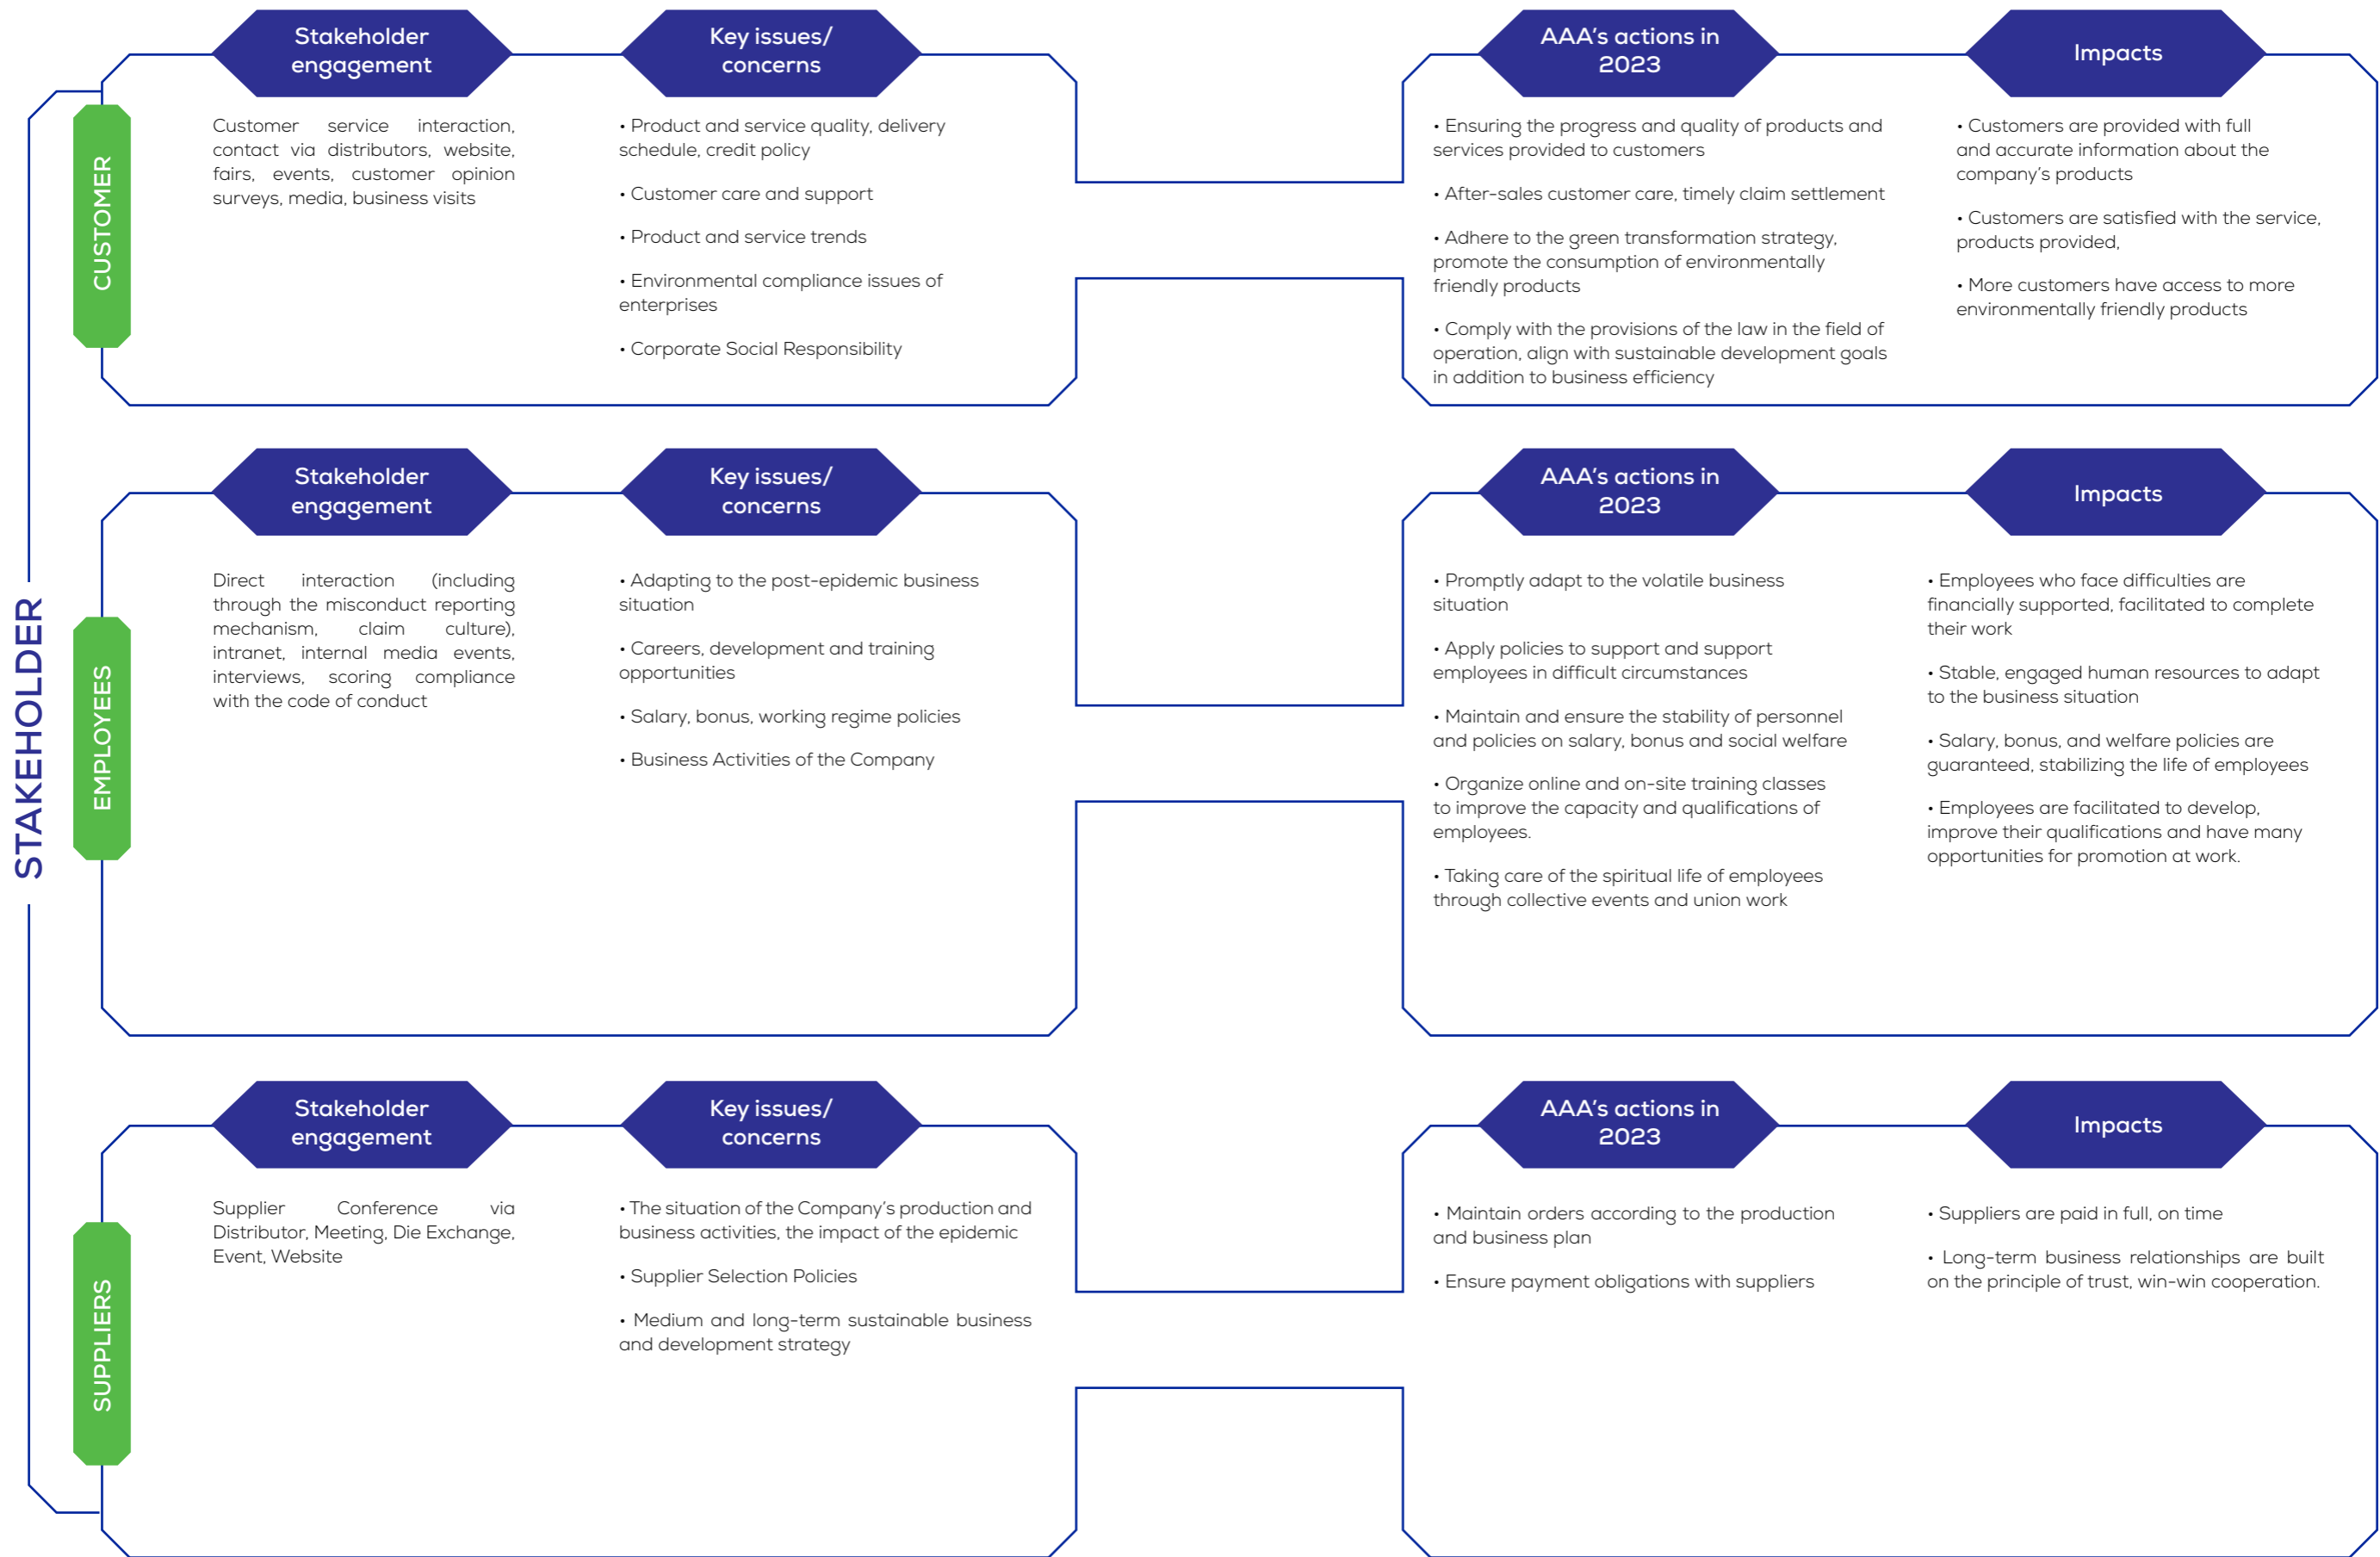 STAKEHOLDER
CUSTOMER
Stakeholder
engagement
Customer service interaction,
contact via distributors, website,
fairs, events, customer opinion
surveys, media, business visits
Key issues/
concerns
• Product and service quality, delivery
schedule, credit policy
• Customer care and support
• Product and service trends
• Environmental compliance issues of
enterprises
• Corporate Social Responsibility
AAA's actions in
2023
• Ensuring the progress and quality of products and
services provided to customers
• After-sales customer care, timely claim settlement
• Adhere to the green transformation strategy,
promote the consumption of environmentally
friendly products
• Comply with the provisions of the law in the field of
operation, align with sustainable development goals
in addition to business efficiency
Impacts
• Customers are provided with full
and accurate information about the
company's products
• Customers are satisfied with the service,
products provided,
• More customers have access to more
environmentally friendly products
EMPLOYEES
Stakeholder
engagement
Direct interaction (including
through the misconduct reporting
mechanism, claim culture),
intranet, internal media events,
interviews, scoring compliance
with the code of conduct
Key issues/
concerns
• Adapting to the post-epidemic business
situation
• Careers, development and training
opportunities
• Salary, bonus, working regime policies
• Business Activities of the Company
AAA's actions in
2023
• Promptly adapt to the volatile business
situation
• Apply policies to support and support
employees in difficult circumstances
• Maintain and ensure the stability of personnel
and policies on salary, bonus and social welfare
• Organize online and on-site training classes
to improve the capacity and qualifications of
employees.
• Taking care of the spiritual life of employees
through collective events and union work
Impacts
• Employees who face difficulties are
financially supported, facilitated to complete
their work
• Stable, engaged human resources to adapt
to the business situation
• Salary, bonus, and welfare policies are
guaranteed, stabilizing the life of employees
• Employees are facilitated to develop,
improve their qualifications and have many
opportunities for promotion at work.
SUPPLIERS
Stakeholder
engagement
Supplier Conference via
Distributor, Meeting, Die Exchange,
Event, Website
Key issues/
concerns
• The situation of the Company's production and
business activities, the impact of the epidemic
• Supplier Selection Policies
• Medium and long-term sustainable business
and development strategy
AAA's actions in
2023
• Maintain orders according to the production
and business plan
• Ensure payment obligations with suppliers
Impacts
• Suppliers are paid in full, on time
• Long-term business relationships are built
on the principle of trust, win-win cooperation.